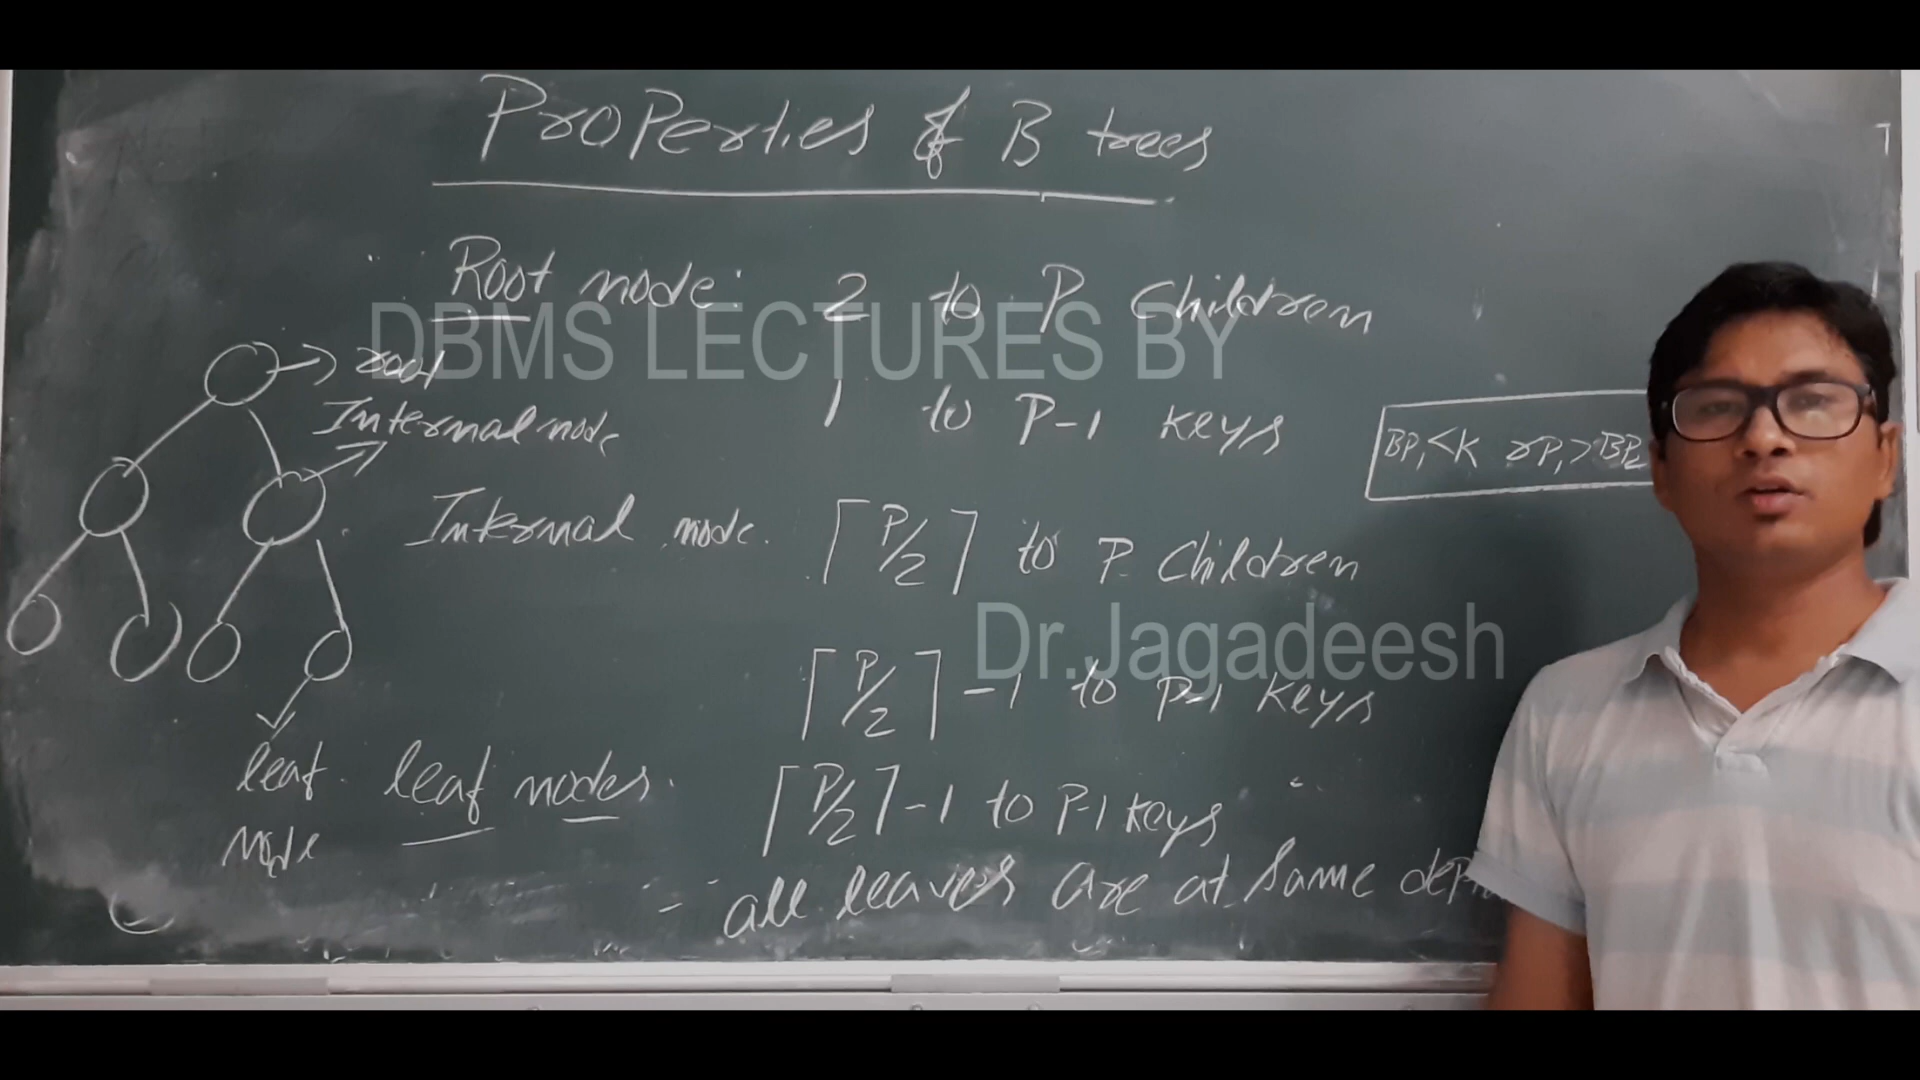 Properties of B trees
Root node: 2 to P Children
DBMS LECTURES BY
root
Internal node
1 to P-1 keys
BP1 <K rP1> BP2
Internal node. ⌈P/2⌉ to P Children
Dr.Jagadeesh
⌈P/2⌉ -1 to P-1 keys
leaf
node
leaf nodes. ⌈P/2⌉ -1 to P-1 keys
- all leaves are at same